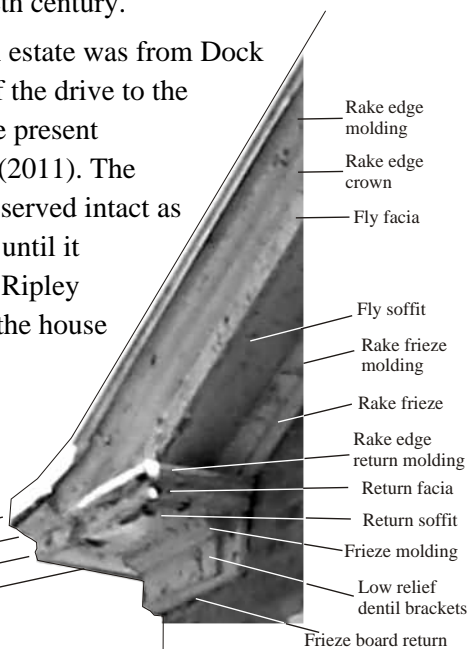 th century.
estate was from Dock
f the drive to the
e present
(2011). The
served intact as
until it
Ripley
the house
Rake edge
molding
Rake edge
crown
Fly facia
Fly soffit
Rake frieze
molding
Rake frieze
Rake edge
return molding
Return facia
Return soffit
Frieze molding
Low relief
dentil brackets
Frieze board return